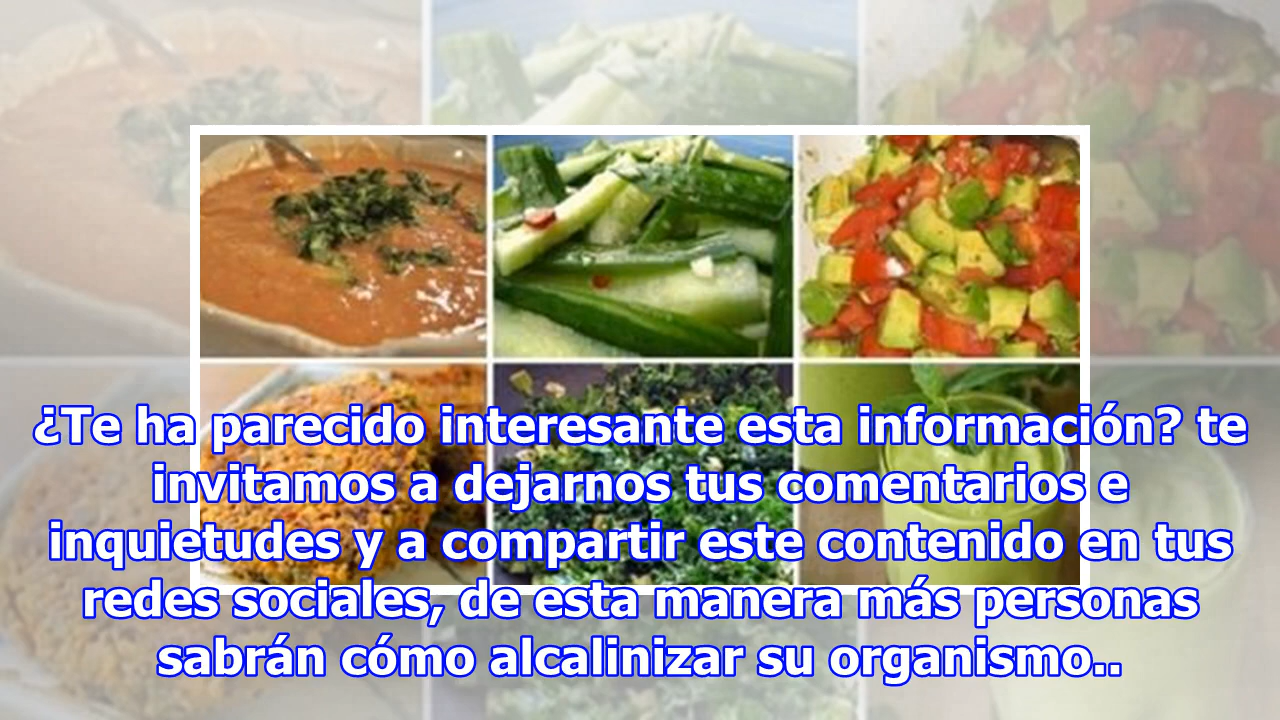 ¿Te ha parecido interesante esta información? te
invitamos a dejarnos tus comentarios e
inquietudes y a compartir este contenido en tus
redes sociales, de esta manera más personas
sabrán cómo alcalinizar su organismo..